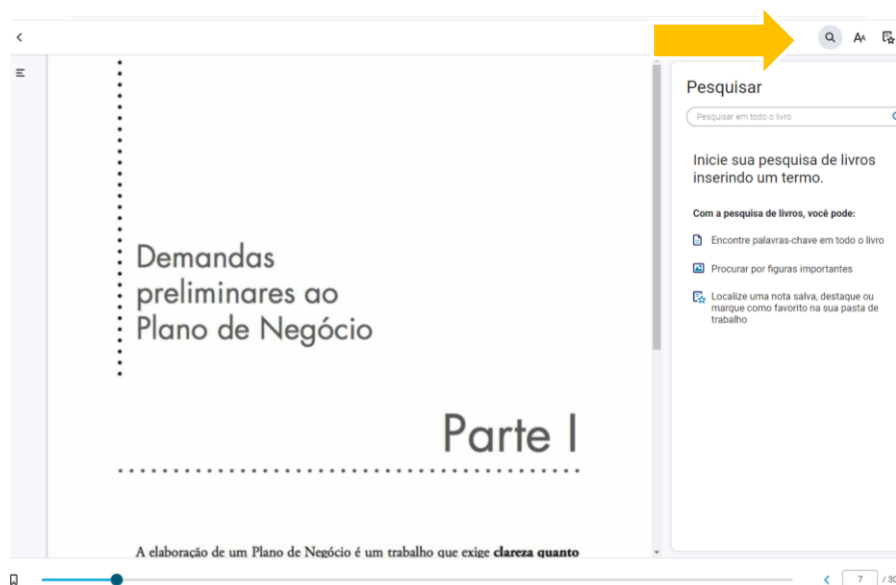 AA
Pesquisar
Pesquisar em todo o livro
Inicie sua pesquisa de livros
inserindo um termo.
Com a pesquisa de livros, você pode:
Encontre palavras-chave em todo o livro
Procurar por figuras importantes
Localize uma nota salva, destaque ou
marque como favorito na sua pasta de
trabalho
Demandas
preliminares ao
Plano de Negócio
Parte I
A elaboração de um Plano de Negócio é um trabalho que exige clareza quanto
7